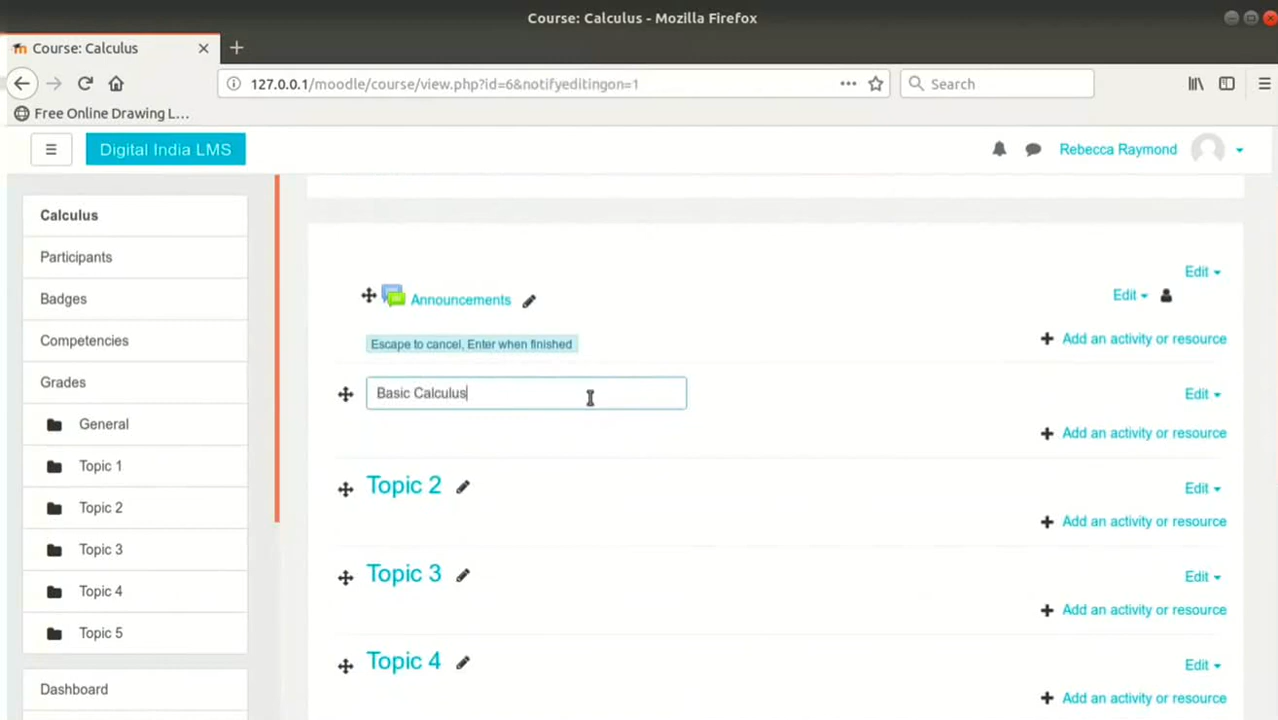 Course: Calculus - Mozilla Firefox
Course: Calculus
127.0.0.1/moodle/course/view.php?id=6&notifyeditingon=1
Search
Free Online Drawing L...
Digital India LMS
Rebecca Raymond
Calculus
Participants
Badges
Competencies
Grades
General
Topic 1
Topic 2
Topic 3
Topic 4
Topic 5
Dashboard
Edit
Announcements
Edit
Escape to cancel, Enter when finished
Add an activity or resource
Basic Calculus
Edit
Add an activity or resource
Topic 2
Edit
Add an activity or resource
Topic 3
Edit
Add an activity or resource
Topic 4
Edit
Add an activity or resource